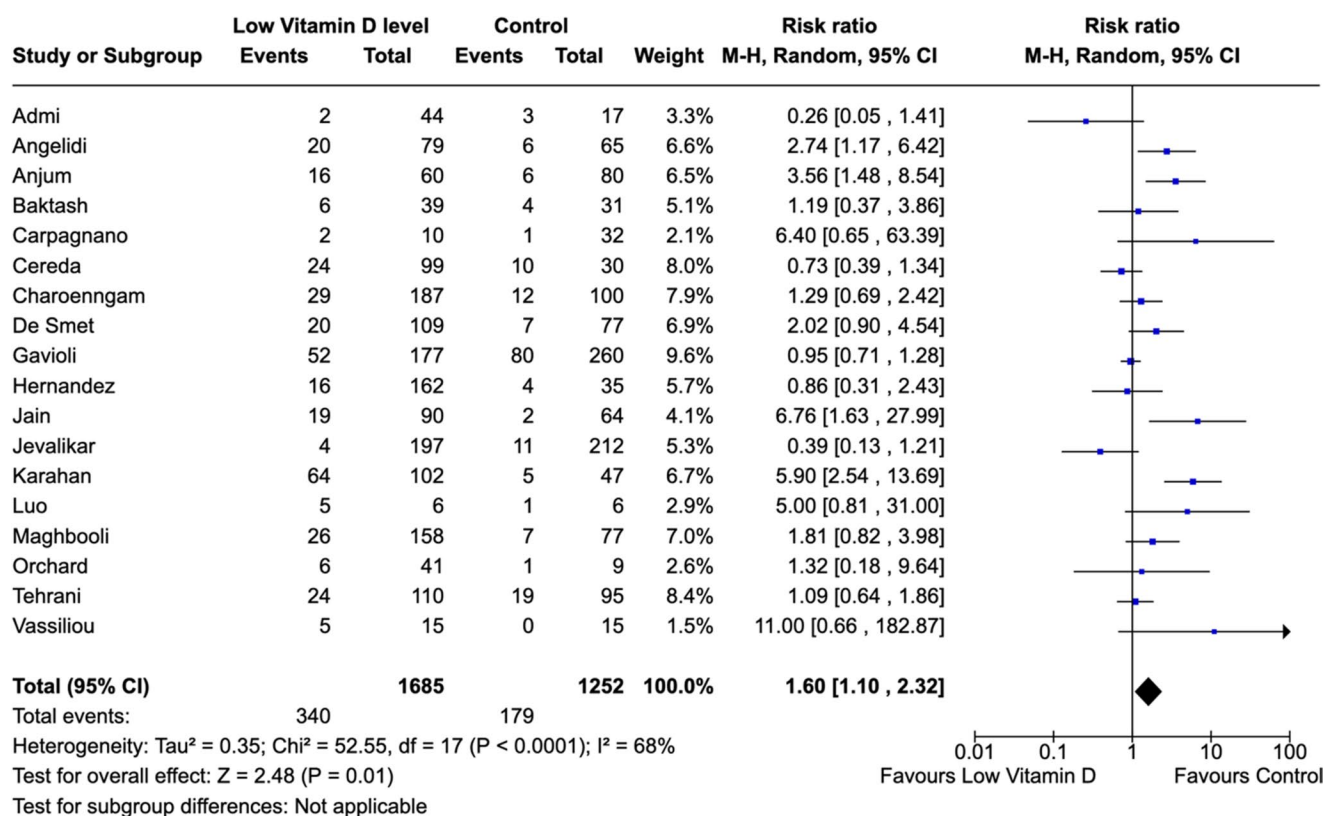 Low Vitamin D level Control Risk ratio Risk ratio
Study or Subgroup Events Total Events Total Weight M-H, Random, 95% CI M-H, Random, 95% CI
Admi 2 44 3 17 3.3% 0.26 [0.05 , 1.41]
Angelidi 20 79 6 65 6.6% 2.74 [1.17 , 6.42]
Anjum 16 60 6 80 6.5% 3.56 [1.48 , 8.54]
Baktash 6 39 4 31 5.1% 1.19 [0.37 , 3.86]
Carpagnano 2 10 1 32 2.1% 6.40 [0.65 , 63.39]
Cereda 24 99 10 30 8.0% 0.73 [0.39 , 1.34]
Charoenngam 29 187 12 100 7.9% 1.29 [0.69 , 2.42]
De Smet 20 109 7 77 6.9% 2.02 [0.90 , 4.54]
Gavioli 52 177 80 260 9.6% 0.95 [0.71 , 1.28]
Hernandez 16 162 4 35 5.7% 0.86 [0.31 , 2.43]
Jain 19 90 2 64 4.1% 6.76 [1.63 , 27.99]
Jevalikar 4 197 11 212 5.3% 0.39 [0.13 , 1.21]
Karahan 64 102 5 47 6.7% 5.90 [2.54 , 13.69]
Luo 5 6 1 6 2.9% 5.00 [0.81 , 31.00]
Maghbooli 26 158 7 77 7.0% 1.81 [0.82 , 3.98]
Orchard 6 41 1 9 2.6% 1.32 [0.18 , 9.64]
Tehrani 24 110 19 95 8.4% 1.09 [0.64 , 1.86]
Vassiliou 5 15 0 15 1.5% 11.00 [0.66 , 182.87]
Total (95% CI) 1685 1252 100.0% 1.60 [1.10 , 2.32]
Total events: 340 179
Heterogeneity: Tau² = 0.35; Chi² = 52.55, df = 17 (P < 0.0001); I² = 68%
Test for overall effect: Z = 2.48 (P = 0.01)
Test for subgroup differences: Not applicable
0.01 0.1 1 10 100
Favours Low Vitamin D Favours Control